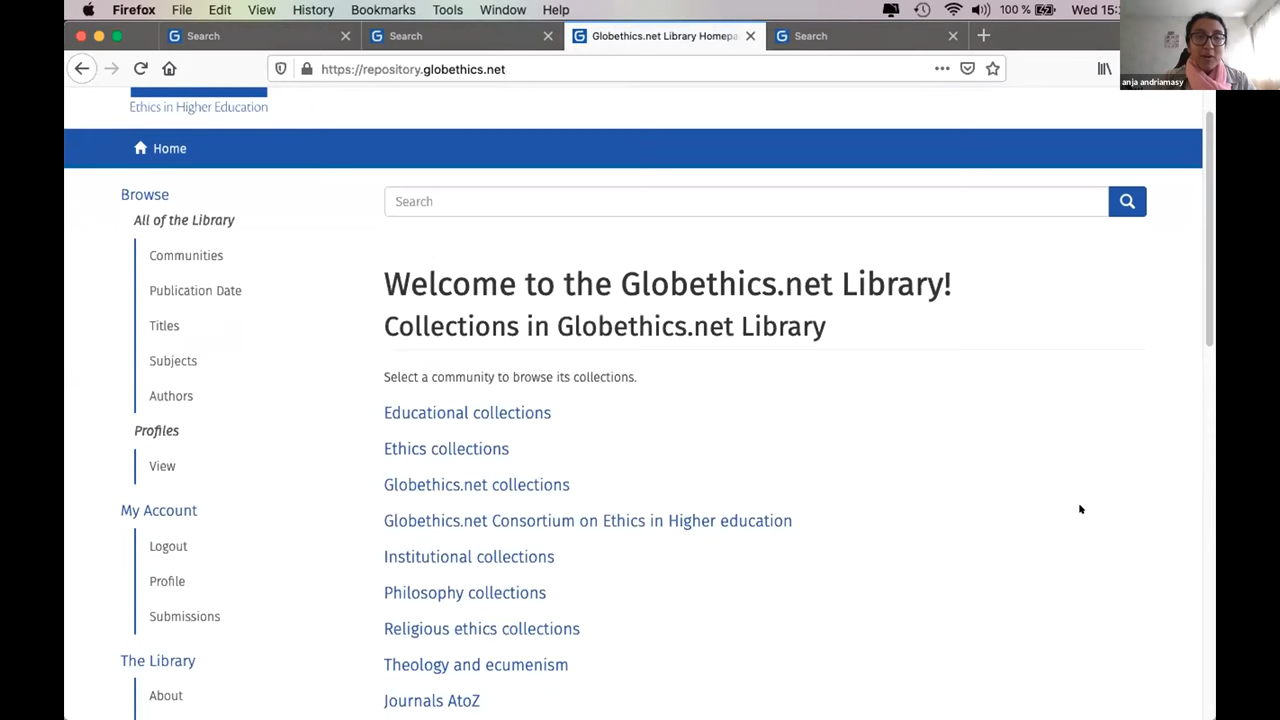 Firefox File Edit View History Bookmarks Tools Window Help 100 % Wed 15:
Search Search Globethics.net Library Homepa Search
https://repository.globethics.net
anja andriamasy
Ethics in Higher Education
Home
Browse
All of the Library
Communities
Publication Date
Titles
Subjects
Authors
Profiles
View
My Account
Logout
Profile
Submissions
The Library
About
Search
Welcome to the Globethics.net Library!
Collections in Globethics.net Library
Select a community to browse its collections.
Educational collections
Ethics collections
Globethics.net collections
Globethics.net Consortium on Ethics in Higher education
Institutional collections
Philosophy collections
Religious ethics collections
Theology and ecumenism
Journals AtoZ